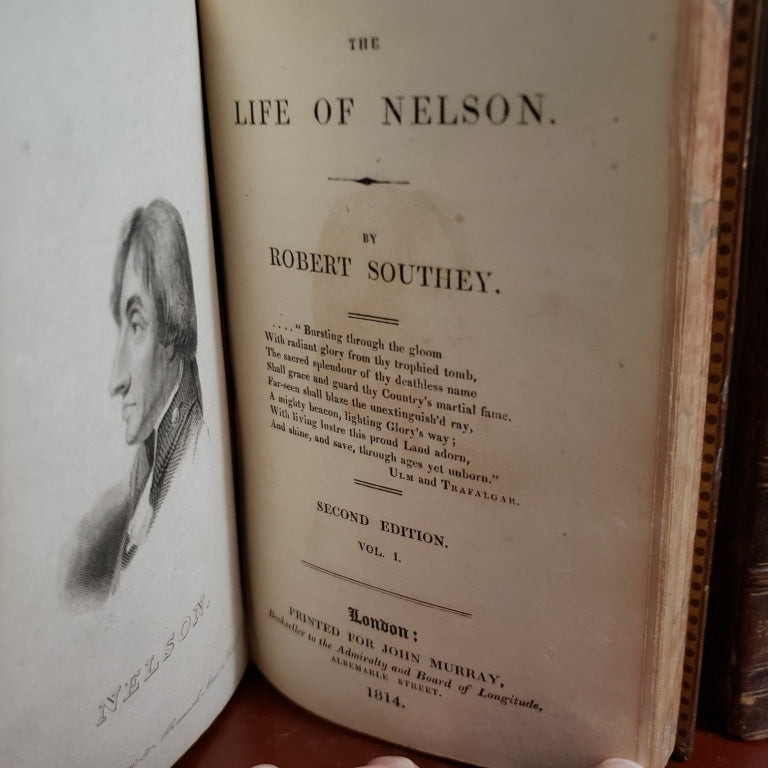 THE
LIFE OF NELSON.
BY
ROBERT SOUTHEY.
. . . . "Bursting through the gloom
With radiant glory from thy trophied tomb,
The sacred splendour of thy deathless name
Shall grace and guard thy Country's martial fame.
Far-seen shall blaze the unextinguish'd ray,
A mighty beacon, lighting Glory's way;
With living lustre this proud Land adorn,
And shine, and save, through ages yet unborn."
ULM and TRAFALGAR.
SECOND EDITION.
VOL. I.
London:
PRINTED FOR JOHN MURRAY,
Bookseller to the Admiralty and Board of Longitude,
ALBEMARLE STREET.
1814.
NELSON.